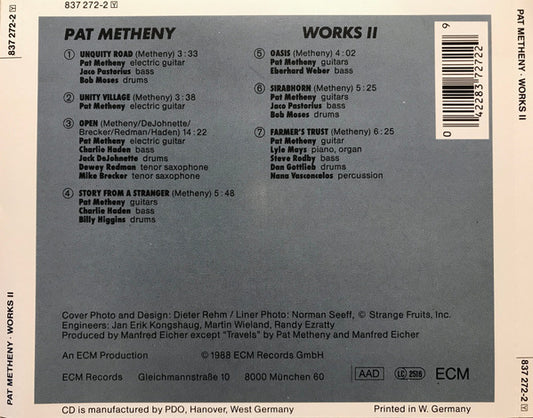 837 272-2 Y
837 272-2 Y
PAT METHENY
WORKS II
1 UNQUITY ROAD (Metheny) 3:33
Pat Metheny electric guitar
Jaco Pastorius bass
Bob Moses drums
2 UNITY VILLAGE (Metheny) 3:38
Pat Metheny electric guitar
3 OPEN (Metheny/DeJohnette/
Brecker/Redman/Haden) 14:22
Pat Metheny electric guitar
Charlie Haden bass
Jack DeJohnette drums
Dewey Redman tenor saxophone
Mike Brecker tenor saxophone
4 STORY FROM A STRANGER (Metheny) 5:48
Pat Metheny guitars
Charlie Haden bass
Billy Higgins drums
5 OASIS (Metheny) 4:02
Pat Metheny guitars
Eberhard Weber bass
6 SIRABHORN (Metheny) 5:25
Pat Metheny guitars
Jaco Pastorius bass
Bob Moses drums
7 FARMER'S TRUST (Metheny) 6:25
Pat Metheny guitar
Lyle Mays piano, organ
Steve Rodby bass
Dan Gottlieb drums
Nana Vasconcelos percussion
0 42283 72722 9
Cover Photo and Design: Dieter Rehm / Liner Photo: Norman Seeff, © Strange Fruits, Inc.
Engineers: Jan Erik Kongshaug, Martin Wieland, Randy Ezratty
Produced by Manfred Eicher except "Travels" by Pat Metheny and Manfred Eicher
An ECM Production © 1988 ECM Records GmbH
ECM Records Gleichmannstraße 10 8000 München 60 AAD LC 2516 ECM
CD is manufactured by PDO, Hanover, West Germany Printed in W. Germany
PAT METHENY · WORKS II
PAT METHENY · WORKS II
837 272-2 Y